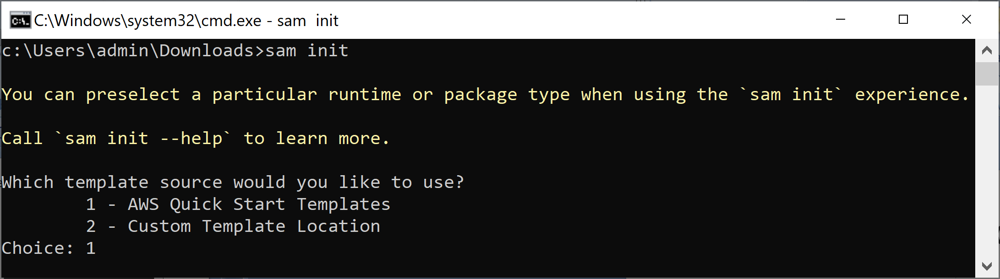 C:\Windows\system32\cmd.exe - sam  init
c:\Users\admin\Downloads>sam init
You can preselect a particular runtime or package type when using the `sam init` experience.
Call `sam init --help` to learn more.
Which template source would you like to use?
1 - AWS Quick Start Templates
2 - Custom Template Location
Choice: 1